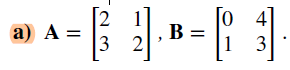 a) A = [2 1
3 2], B = [0 4
1 3].